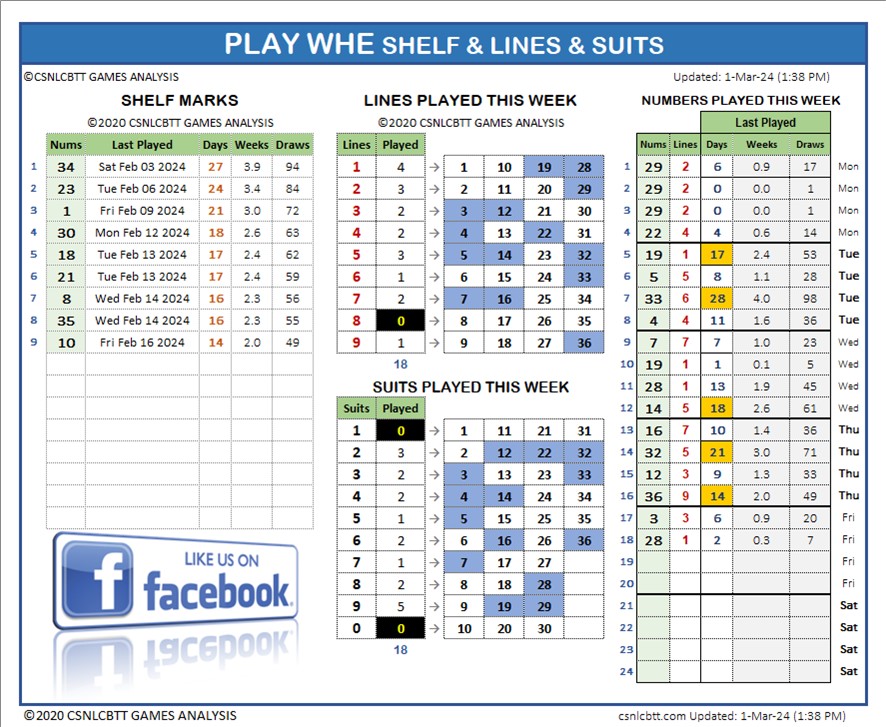 PLAY WHE SHELF & LINES & SUITS
©CSNLCBTT GAMES ANALYSIS
Updated: 1-Mar-24 (1:38 PM)
SHELF MARKS
©2020 CSNLCBTT GAMES ANALYSIS
Nums Last Played Days Weeks Draws
1 34 Sat Feb 03 2024 27 3.9 94
2 23 Tue Feb 06 2024 24 3.4 84
3 1 Fri Feb 09 2024 21 3.0 72
4 30 Mon Feb 12 2024 18 2.6 63
5 18 Tue Feb 13 2024 17 2.4 62
6 21 Tue Feb 13 2024 17 2.4 59
7 8 Wed Feb 14 2024 16 2.3 56
8 35 Wed Feb 14 2024 16 2.3 55
9 10 Fri Feb 16 2024 14 2.0 49
LIKE US ON
facebook
LINES PLAYED THIS WEEK
©2020 CSNLCBTT GAMES ANALYSIS
Lines Played
1 4 → 1 10 19 28
2 3 → 2 11 20 29
3 2 → 3 12 21 30
4 2 → 4 13 22 31
5 3 → 5 14 23 32
6 1 → 6 15 24 33
7 2 → 7 16 25 34
8 0 → 8 17 26 35
9 1 → 9 18 27 36
18
SUITS PLAYED THIS WEEK
Suits Played
1 0 → 1 11 21 31
2 3 → 2 12 22 32
3 2 → 3 13 23 33
4 2 → 4 14 24 34
5 1 → 5 15 25 35
6 2 → 6 16 26 36
7 1 → 7 17 27
8 2 → 8 18 28
9 5 → 9 19 29
0 0 → 10 20 30
18
NUMBERS PLAYED THIS WEEK
Last Played
Nums Lines Days Weeks Draws
1 29 2 6 0.9 17 Mon
2 29 2 0 0.0 1 Mon
3 29 2 0 0.0 1 Mon
4 22 4 4 0.6 14 Mon
5 19 1 17 2.4 53 Tue
6 5 5 8 1.1 28 Tue
7 33 6 28 4.0 98 Tue
8 4 4 11 1.6 36 Tue
9 7 7 7 1.0 23 Wed
10 19 1 1 0.1 5 Wed
11 28 1 13 1.9 45 Wed
12 14 5 18 2.6 61 Wed
13 16 7 10 1.4 36 Thu
14 32 5 21 3.0 71 Thu
15 12 3 9 1.3 33 Thu
16 36 9 14 2.0 49 Thu
17 3 3 6 0.9 20 Fri
18 28 1 2 0.3 7 Fri
19 Fri
20 Fri
21 Sat
22 Sat
23 Sat
24 Sat
©2020 CSNLCBTT GAMES ANALYSIS
csnlcbtt.com Updated: 1-Mar-24 (1:38 PM)